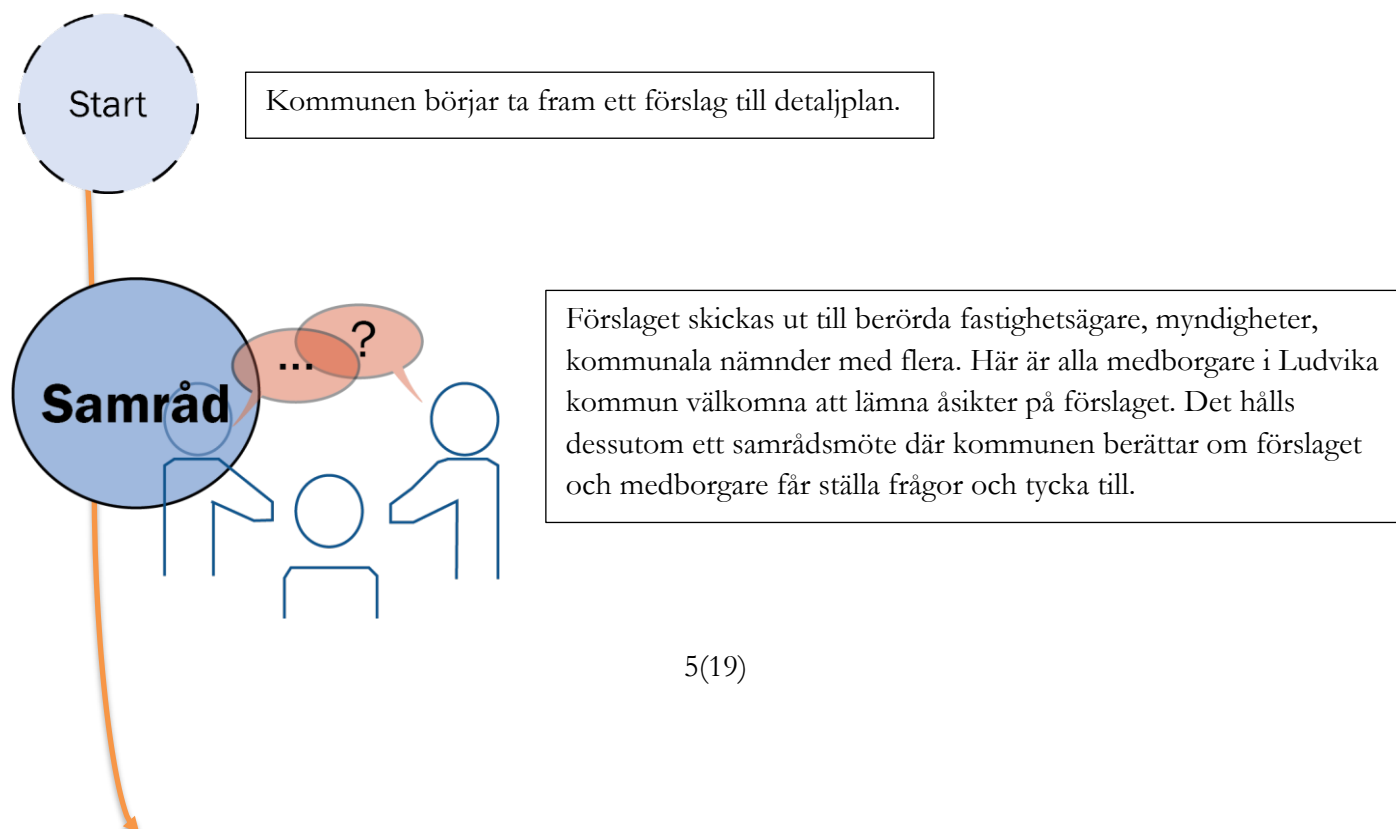 Start
Kommunen börjar ta fram ett förslag till detaljplan.
Samråd
...
?
Förslaget skickas ut till berörda fastighetsägare, myndigheter,
kommunala nämnder med flera. Här är alla medborgare i Ludvika
kommun välkomna att lämna åsikter på förslaget. Det hålls
dessutom ett samrådsmöte där kommunen berättar om förslaget
och medborgare får ställa frågor och tycka till.
5(19)